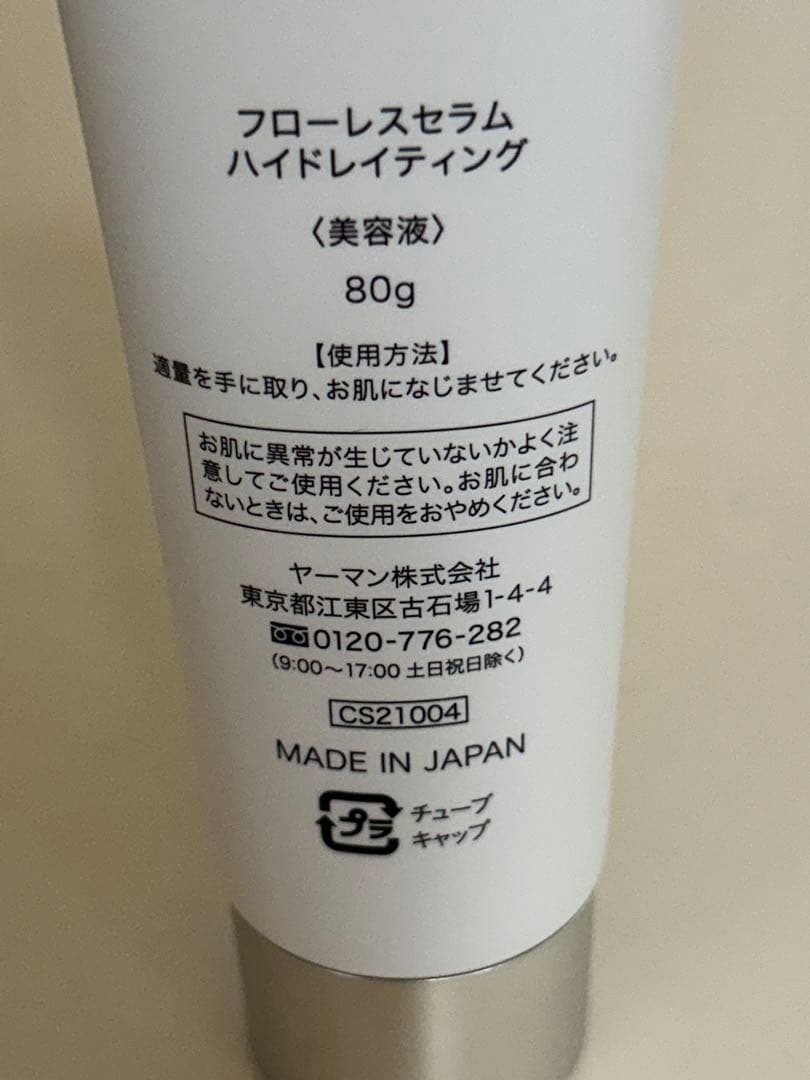 フローレスセラム
ハイドレイティング
〈美容液〉
80g
【使用方法】
適量を手に取り、お肌になじませてください。
お肌に異常が生じていないかよく注
意してご使用ください。お肌に合わ
ないときは、ご使用をおやめください。
ヤーマン株式会社
東京都江東区古石場1-4-4
0120-776-282
(9:00〜17:00 土日祝日除く)
CS21004
MADE IN JAPAN
プラ チューブ
キャップ